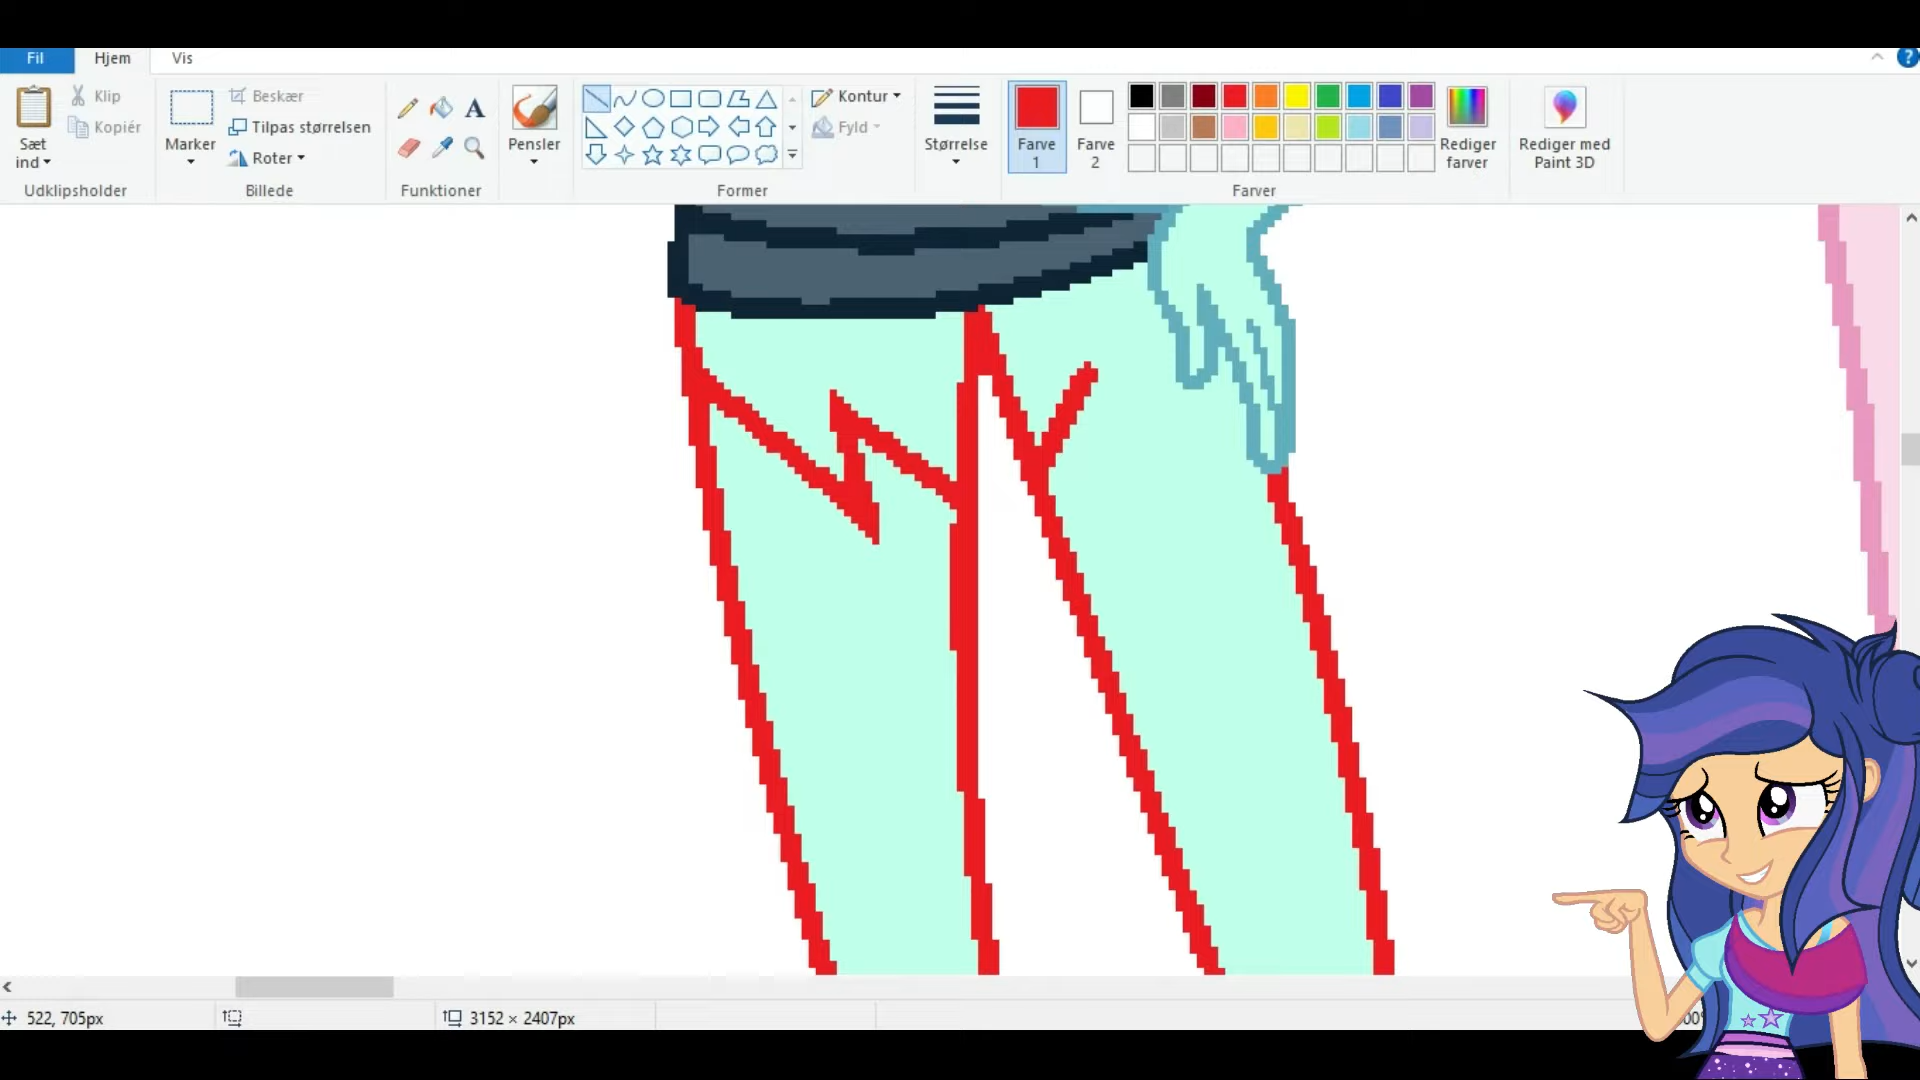 Fil Hjem Vis
Sæt ind
Klip
Kopiér
Udklipsholder
Marker
Beskær
Tilpas størrelsen
Roter
Billede
A
Funktioner
Pensler
Kontur
Fyld
Former
Størrelse
Farve 1
Farve 2
Rediger farver
Farver
Rediger med Paint 3D
?
522, 705px
3152 × 2407px